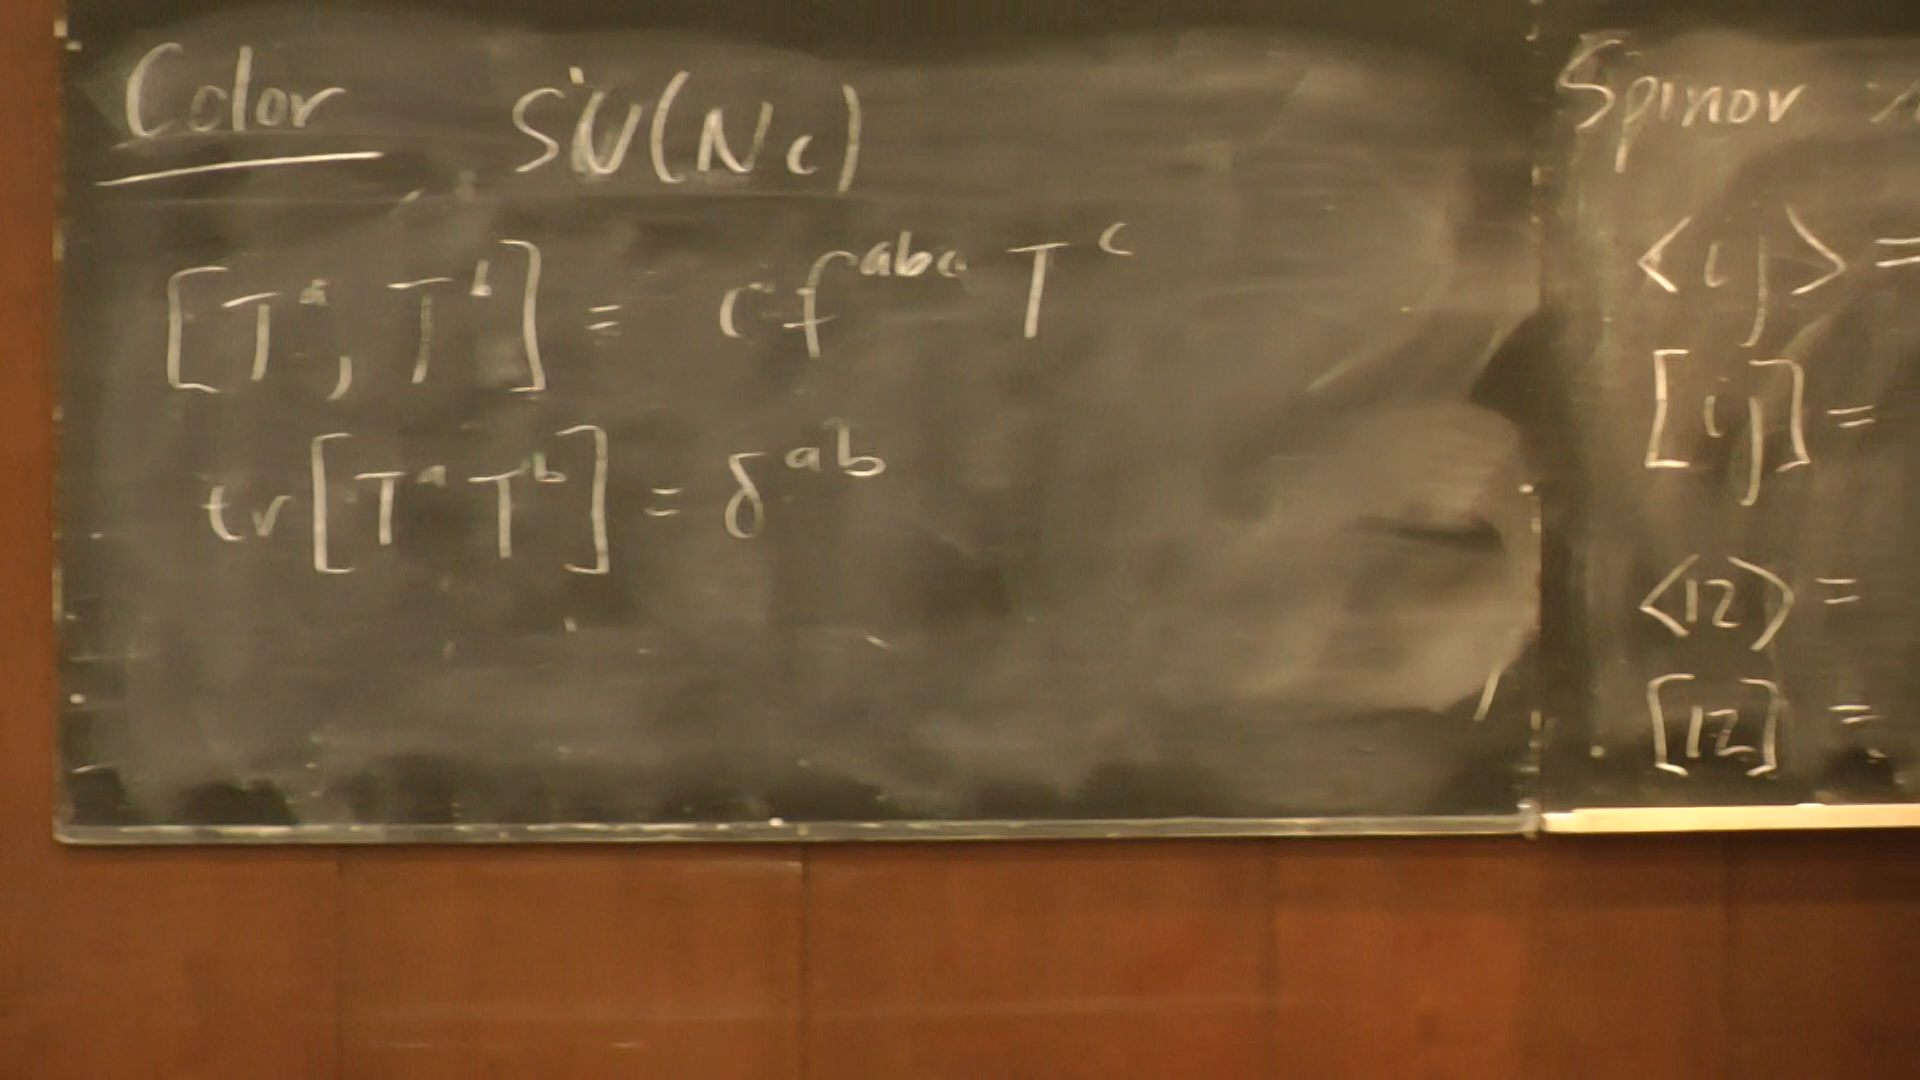 Color SU(Nc)
[T^a, T^b] = i f^{abc} T^c
tr[T^a T^b] = δ^{ab}
Spinor
<ij> =
[ij] =
<12> =
[12] =